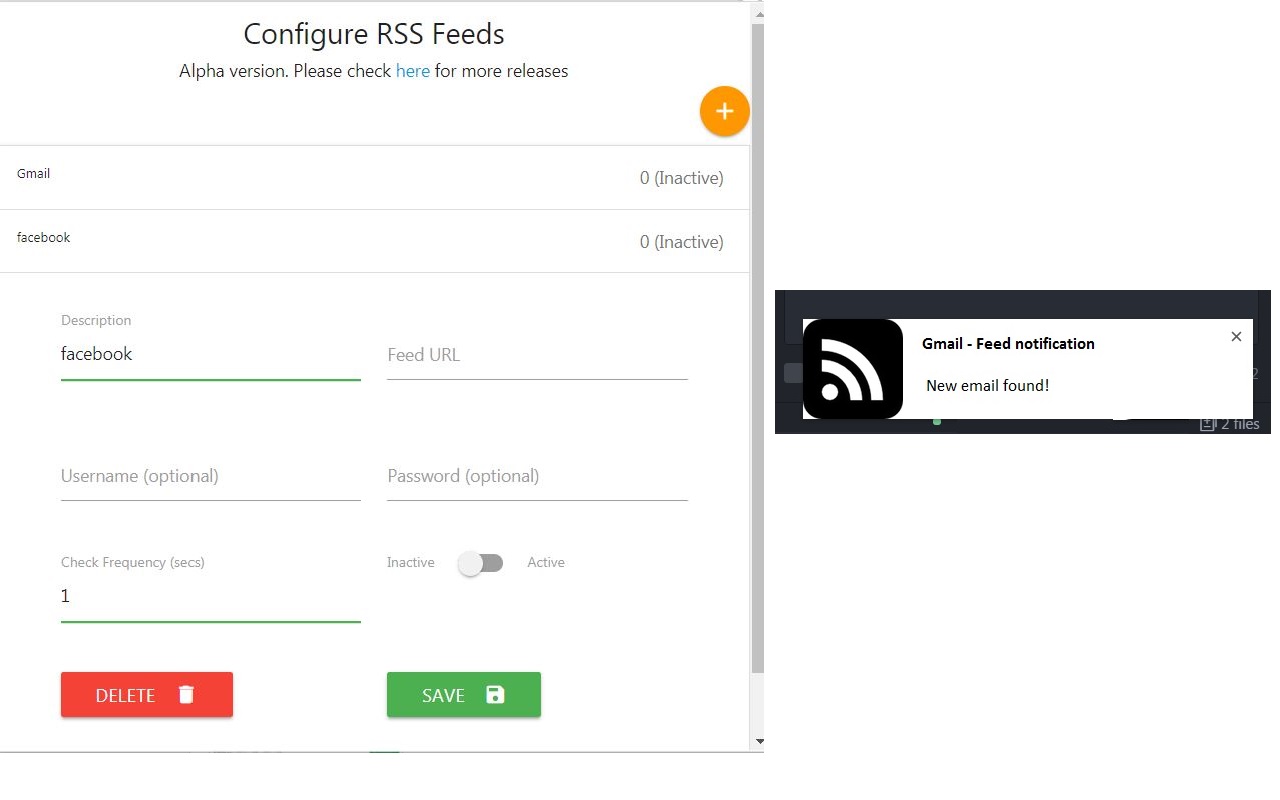 Configure RSS Feeds
Alpha version. Please check here for more releases
+
Gmail
0 (Inactive)
facebook
0 (Inactive)
Description
facebook
Feed URL
Username (optional)
Password (optional)
Check Frequency (secs)
1
Inactive
Active
DELETE
SAVE
Gmail - Feed notification
New email found!
2
2 files